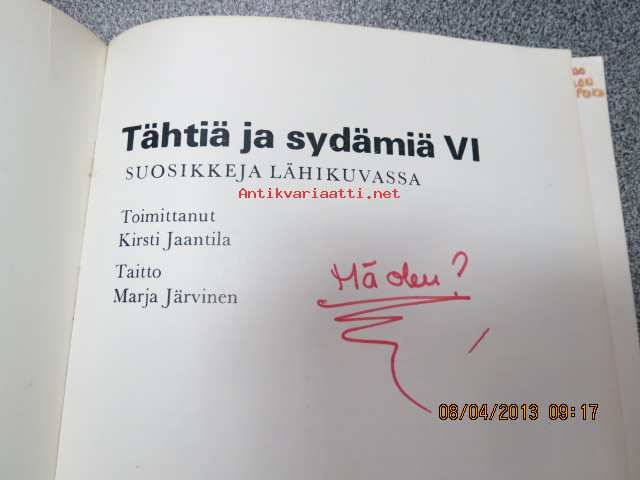 Tähtiä ja sydämiä VI
SUOSIKKEJA LÄHIKUVASSA
Antikvariaatti.net
Toimittanut
Kirsti Jaantila
Taitto
Marja Järvinen
Mä olen?
08/04/2013 09:17